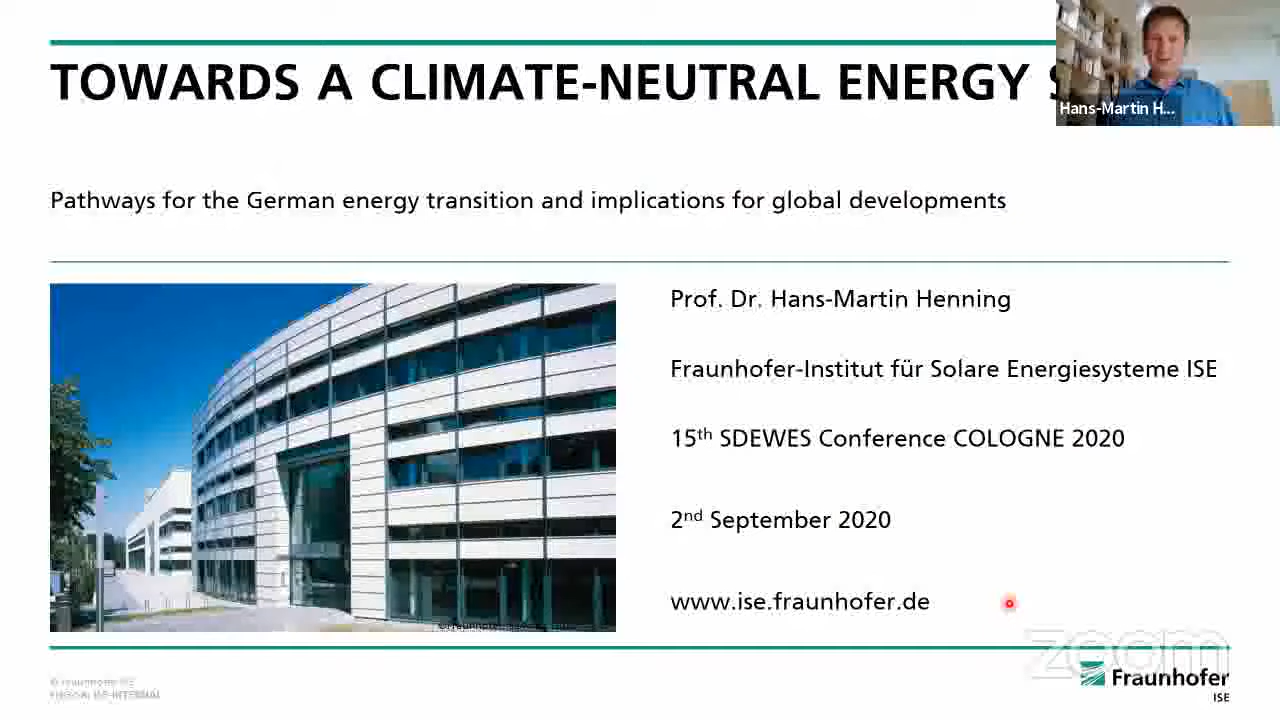 TOWARDS A CLIMATE-NEUTRAL ENERGY
Hans-Martin H...
Pathways for the German energy transition and implications for global developments
Prof. Dr. Hans-Martin Henning
Fraunhofer-Institut für Solare Energiesysteme ISE
15th SDEWES Conference COLOGNE 2020
2nd September 2020
www.ise.fraunhofer.de
zoom
Fraunhofer
ISE
© Fraunhofer ISE